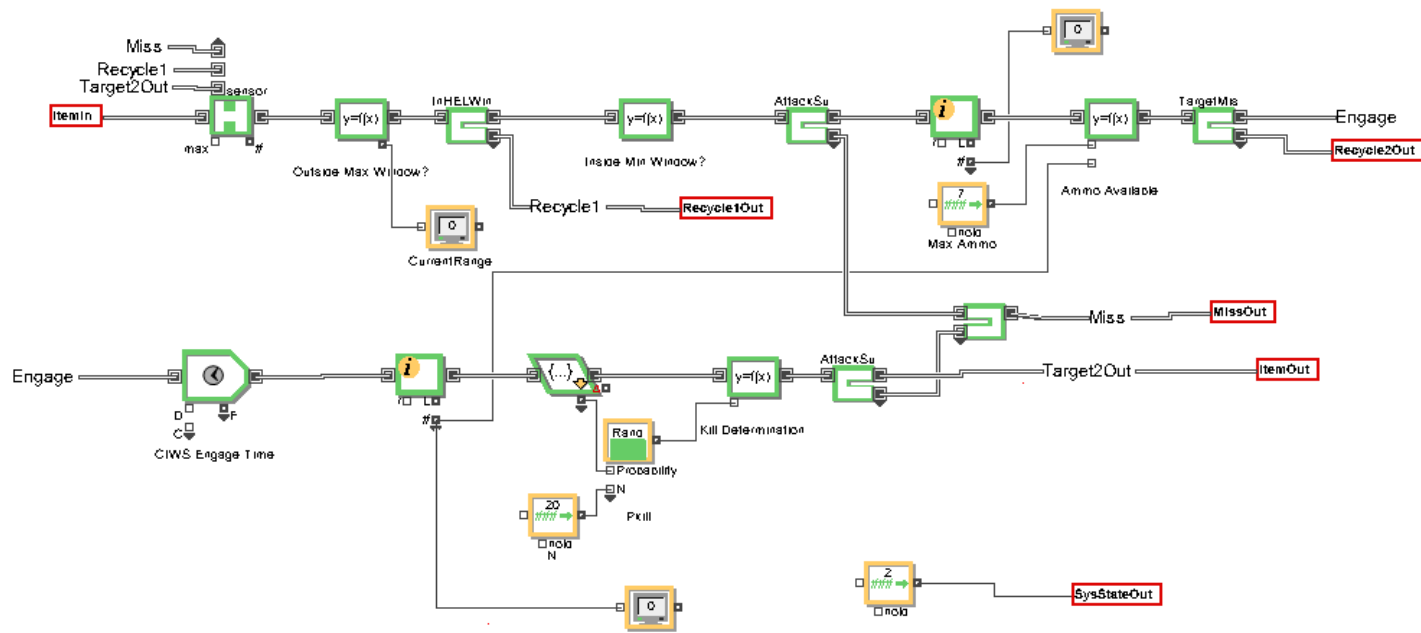 0
Miss
Recycle1
Target2Out
sensor
ItemIn
max
#
y=f(x)
InHELWin
Outside Max Window?
y=f(x)
Inside Min Window?
AttackSu
i
L
#
y=f(x)
TargetMis
Engage
Recycle2Out
Ammo Available
7
###
Max Ammo
Recycle1
Recycle1Out
0
CurrentRange
Miss
MissOut
Engage
D
F
C
CIWS Engage Time
i
L
#
{...}
y=f(x)
AttackSu
Target2Out
ItemOut
Rand
Kill Determination
Probability
N
Pkill
20
###
N
0
2
###
SysStateOut